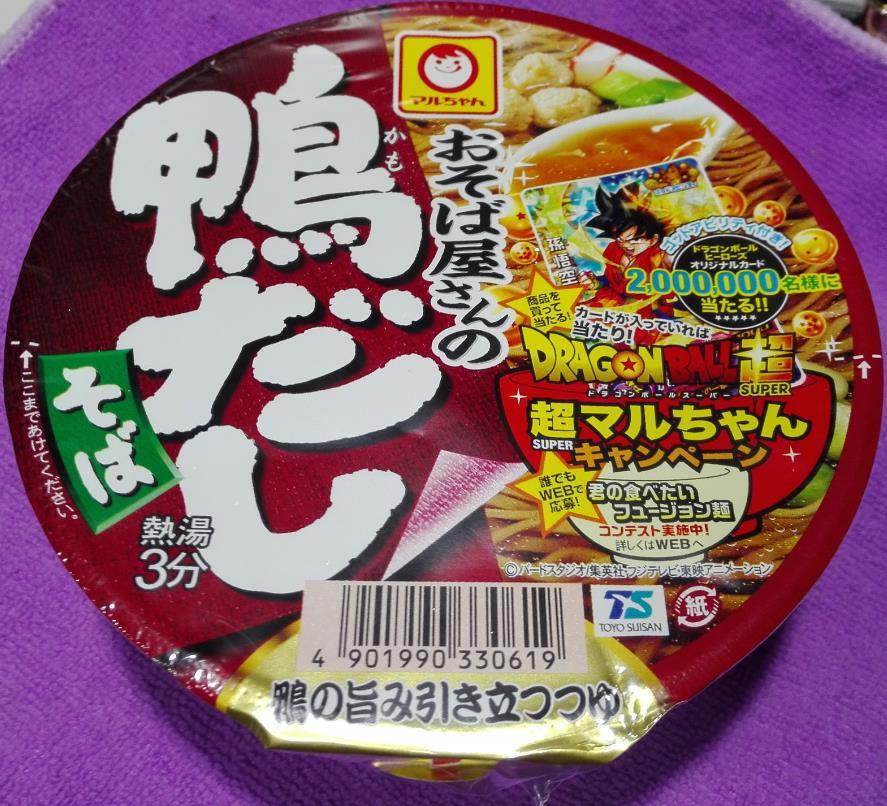 マルちゃん
おそば屋さんの
かも
鴨だし
そば
熱湯
3分
ここまであけてください。
孫悟空
ゴッドアビリティ付き!
ドラゴンボール
ヒーローズ
オリジナルカード
2,000,000名様に
当たる!!
商品を
買って
当たる!
カードが入っていれば
当たり!
DRAGON BALL 超
SUPER
ドラゴンボールスーパー
超マルちゃん
SUPER
キャンペーン
誰でも
WEBで
応募!
君の食べたい
フュージョン麺
コンテスト実施中!
詳しくはWEBへ
©バードスタジオ/集英社・フジテレビ・東映アニメーション
TS
TOYO SUISAN
紙
4 901990 330619
鴨の旨み引き立つつゆ